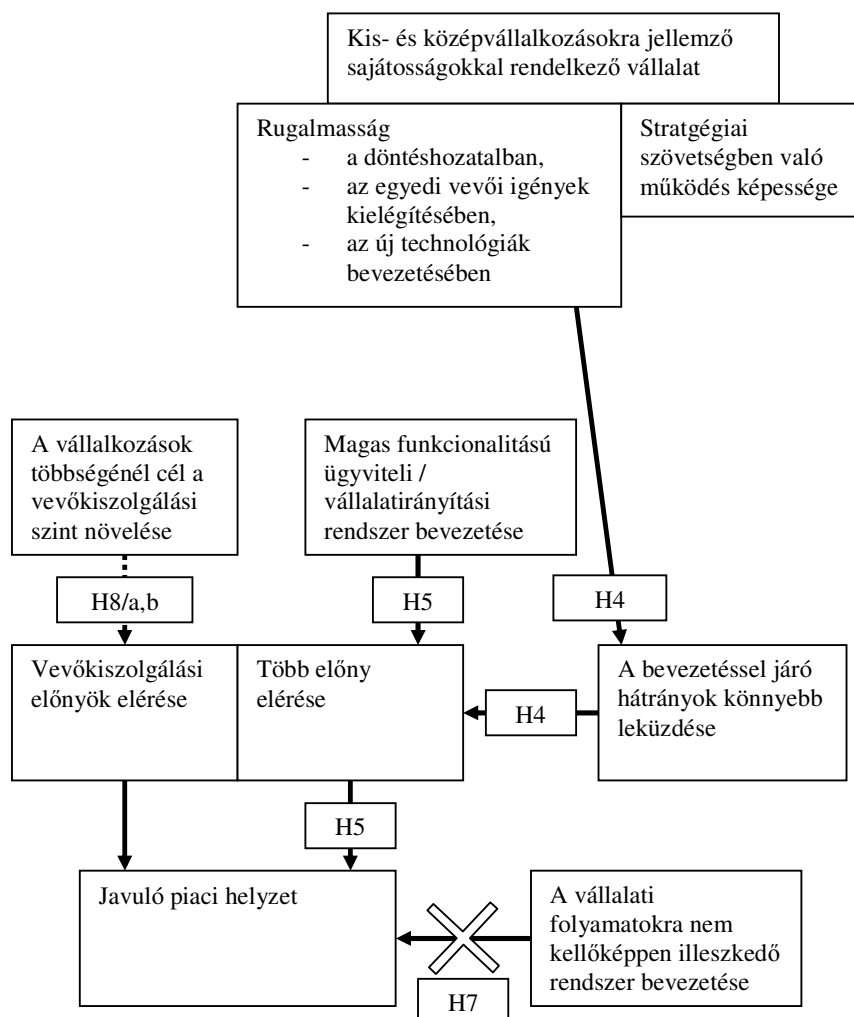 Kis- és középvállalkozásokra jellemző
sajátosságokkal rendelkező vállalat
Rugalmasság
- a döntéshozatalban,
- az egyedi vevői igények
kielégítésében,
- az új technológiák
bevezetésében
Stratgégiai
szövetségben való
működés képessége
A vállalkozások
többségénél cél a
vevőkiszolgálási
szint növelése
Magas funkcionalitású
ügyviteli /
vállalatirányítási
rendszer bevezetése
H8/a,b
H5
H4
Vevőkiszolgálási
előnyök elérése
Több előny
elérése
H4
A bevezetéssel járó
hátrányok könnyebb
leküzdése
H5
Javuló piaci helyzet
A vállalati
folyamatokra nem
kellőképpen illeszkedő
rendszer bevezetése
H7